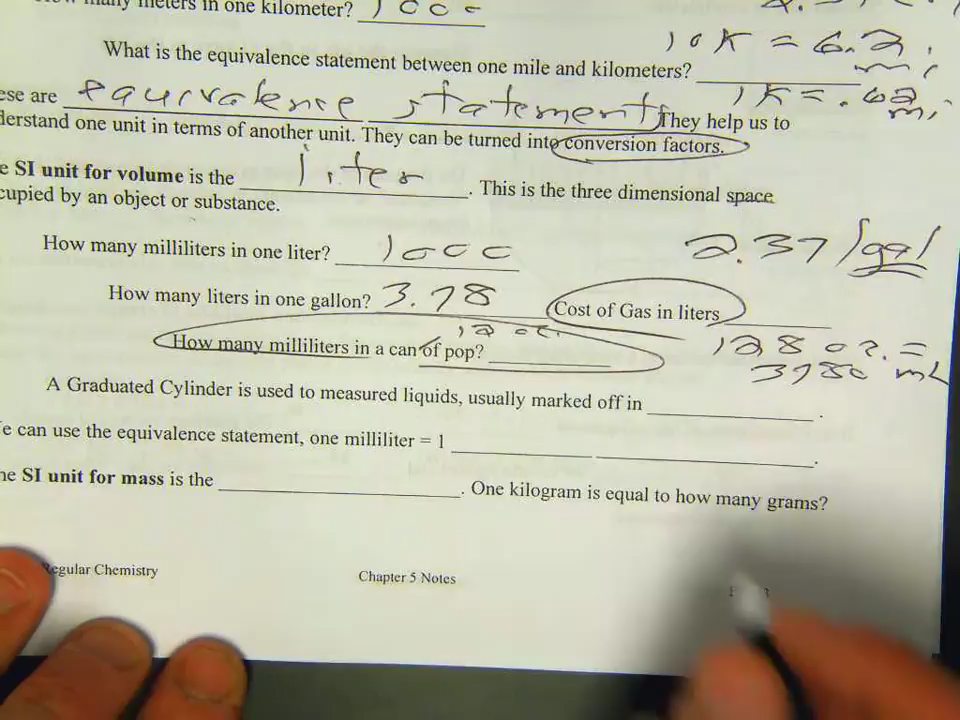 many meters in one kilometer? 1000
10K = 6.2
What is the equivalence statement between one mile and kilometers?
mi
1K = .62 mi
ese are equivalence statements They help us to
derstand one unit in terms of another unit. They can be turned into conversion factors.
e SI unit for volume is the liter. This is the three dimensional space
cupied by an object or substance.
How many milliliters in one liter? 1000
2.37/gal
How many liters in one gallon? 3.78 Cost of Gas in liters
12 oz.
How many milliliters in a can of pop?
128 oz. =
3780 mL
A Graduated Cylinder is used to measured liquids, usually marked off in .
e can use the equivalence statement, one milliliter = 1 .
he SI unit for mass is the . One kilogram is equal to how many grams?
Regular Chemistry Chapter 5 Notes